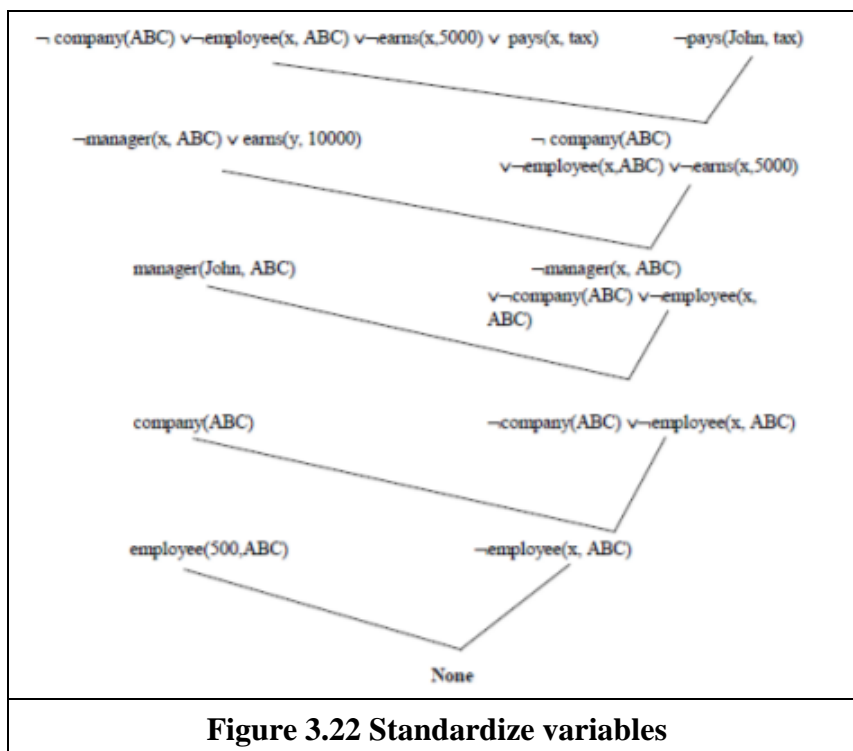 ¬ company(ABC) ∨¬employee(x, ABC) ∨¬earns(x,5000) ∨ pays(x, tax) ¬pays(John, tax)
¬manager(x, ABC) ∨ earns(y, 10000) ¬ company(ABC)
∨¬employee(x,ABC) ∨¬earns(x,5000)
manager(John, ABC) ¬manager(x, ABC)
∨¬company(ABC) ∨¬employee(x,
ABC)
company(ABC) ¬company(ABC) ∨¬employee(x, ABC)
employee(500,ABC) ¬employee(x, ABC)
None
Figure 3.22 Standardize variables